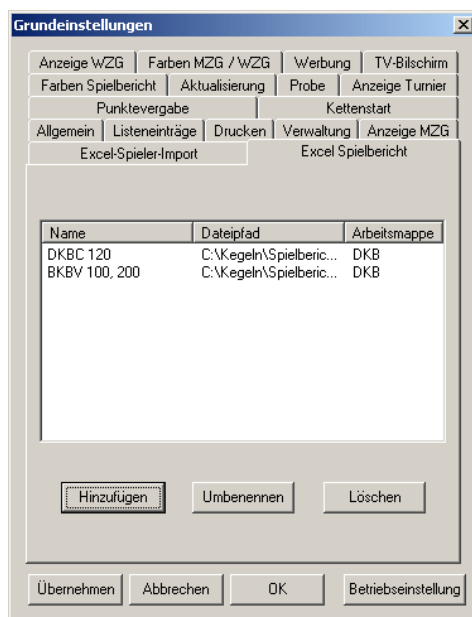 Grundeinstellungen
Anzeige WZG Farben MZG / WZG Werbung TV-Bilschirm
Farben Spielbericht Aktualisierung Probe Anzeige Turnier
Punktevergabe Kettenstart
Allgemein Listeneinträge Drucken Verwaltung Anzeige MZG
Excel-Spieler-Import Excel Spielbericht
Name Dateipfad Arbeitsmappe
DKBC 120 C:\Kegeln\Spielberic... DKB
BKBV 100, 200 C:\Kegeln\Spielberic... DKB
Hinzufügen Umbenennen Löschen
Übernehmen Abbrechen OK Betriebseinstellung